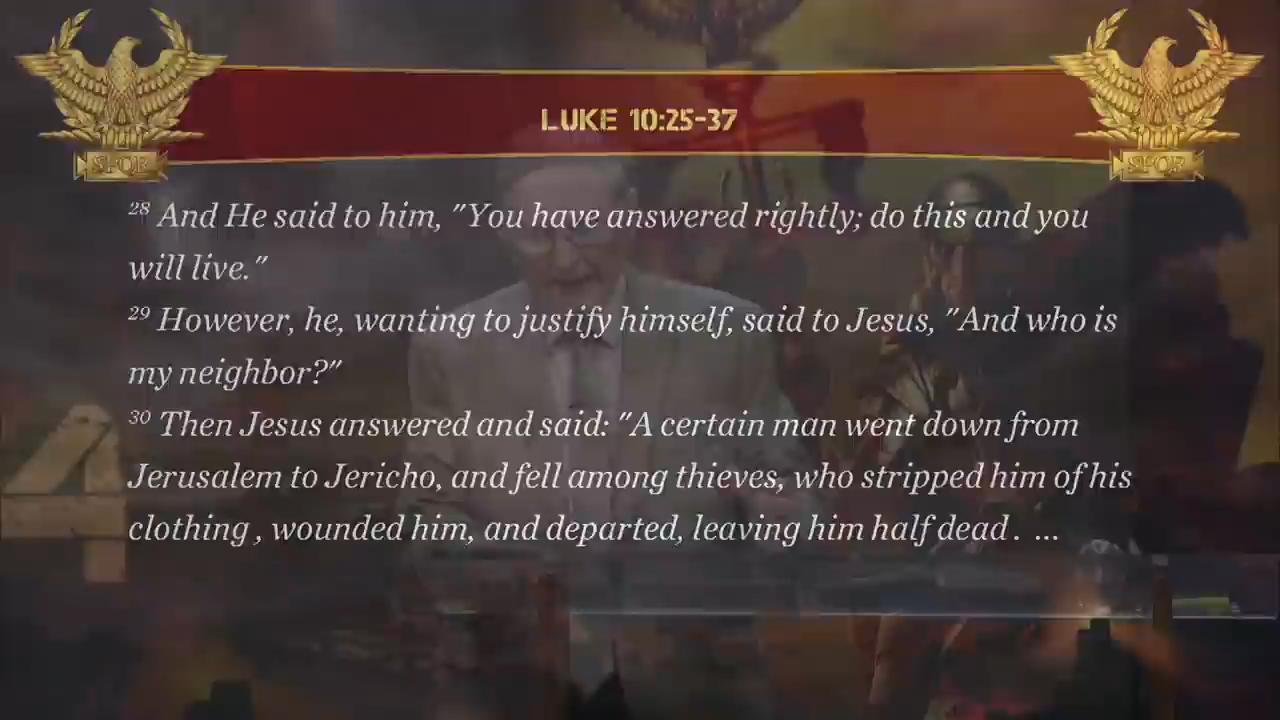 SPQR
SPQR
LUKE 10:25-37
28 And He said to him, "You have answered rightly; do this and you
will live."
29 However, he, wanting to justify himself, said to Jesus, "And who is
my neighbor?"
30 Then Jesus answered and said: "A certain man went down from
Jerusalem to Jericho, and fell among thieves, who stripped him of his
clothing , wounded him, and departed, leaving him half dead . ...
4